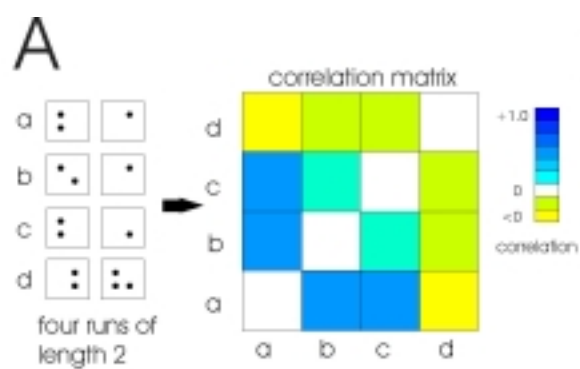 A
correlation matrix
a
b
c
d
four runs of
length 2
d
c
b
a
a b c d
+1.0
0
<0
correlation